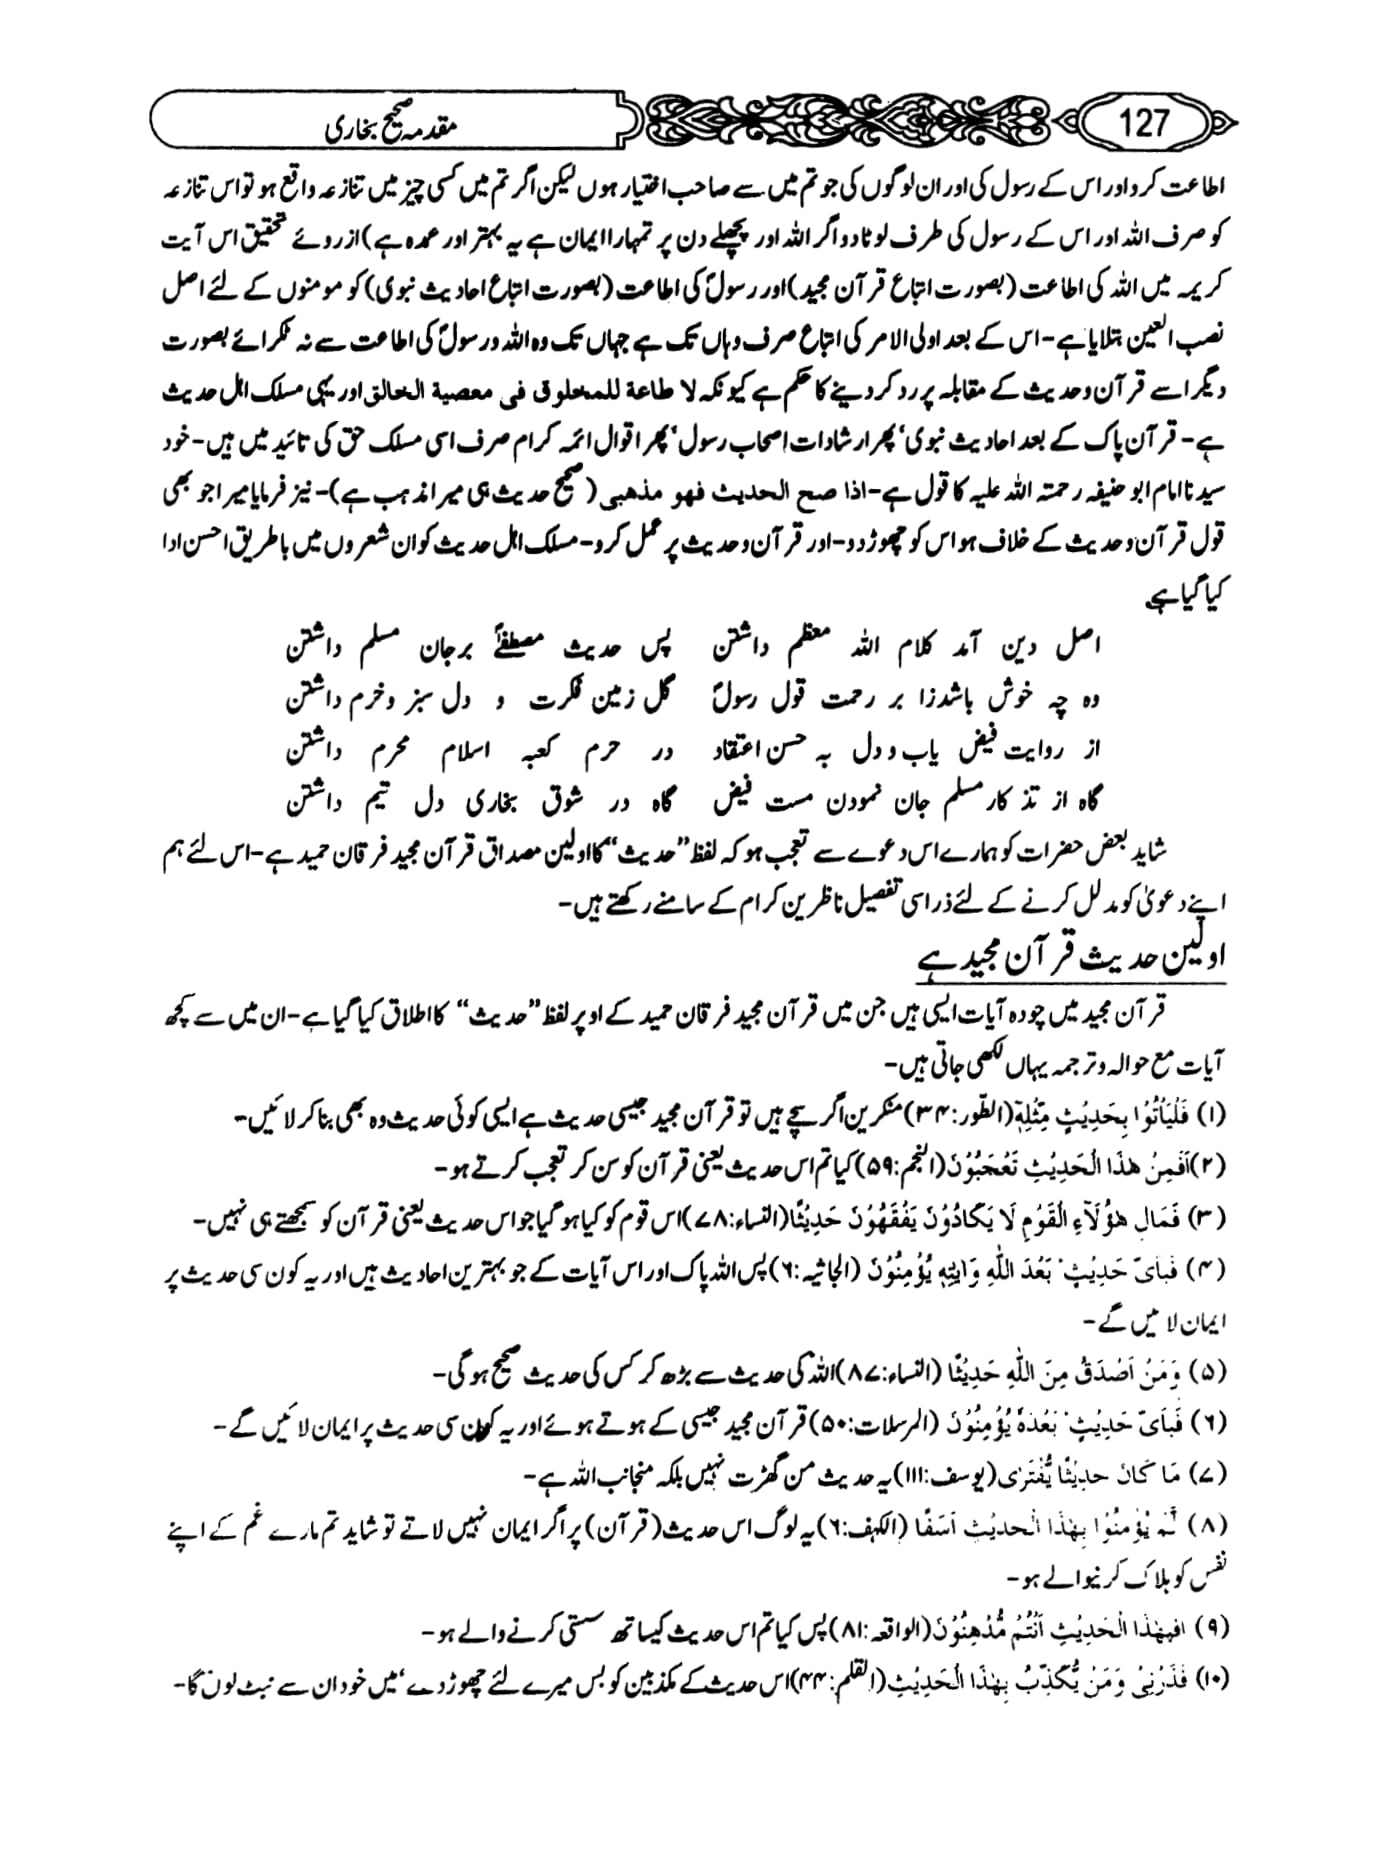 127
مقدمہ صحیح بخاری
اطاعت کرو اور اس کے رسول کی اور ان لوگوں کی جو تم میں سے صاحب اختیار ہوں لیکن اگر تم میں کسی چیز میں تنازعہ واقع ہو تو اس تنازعہ
کو صرف اللہ اور اس کے رسول کی طرف لوٹا دو اگر اللہ اور پچھلے دن پر تمہارا ایمان ہے یہ بہتر اور عمدہ ہے) از روئے تحقیق اس آیت
کریمہ میں اللہ کی اطاعت (بصورت اتباع قرآن مجید) اور رسولؐ کی اطاعت (بصورت اتباع احادیث نبوی) کو مومنوں کے لئے اصل
نصب العین بتلایا ہے- اس کے بعد اولی الامر کی اتباع صرف وہاں تک ہے جہاں تک وہ اللہ و رسولؐ کی اطاعت سے نہ ٹکرائے بصورت
دیگر اسے قرآن و حدیث کے مقابلہ پر رد کر دینے کا حکم ہے کیونکہ لا طاعة للمخلوق فی معصية الخالق اور یہی مسلک اہل حدیث
ہے- قرآن پاک کے بعد احادیث نبوی‘ پھر ارشادات اصحاب رسول‘ پھر اقوال ائمہ کرام صرف اسی مسلک حق کی تائید میں ہیں- خود
سیدنا امام ابو حنیفہ رحمتہ اللہ علیہ کا قول ہے- اذا صح الحديث فهو مذهبی (صحیح حدیث ہی میرا مذہب ہے)- نیز فرمایا میرا جو بھی
قول قرآن و حدیث کے خلاف ہو اس کو چھوڑ دو- اور قرآن و حدیث پر عمل کرو- مسلک اہل حدیث کو ان شعروں میں باطریق احسن ادا
کیا گیا ہے
اصل دین آمد کلام اللہ معظم داشتن پس حدیث مصطفےٰؐ برجان مسلم داشتن
وہ چہ خوش باشد زا بر رحمت قول رسولؐ گل زمین فکرت و دل سبز و خرم داشتن
از روایت فیض یاب و دل بہ حسن اعتقاد در حرم کعبہ اسلام محرم داشتن
گاہ از تذکار مسلم جان نمودن مست فیض گاہ در شوق بخاری دل تیم داشتن
شاید بعض حضرات کو ہمارے اس دعوے سے تعجب ہو کہ لفظ ”حدیث“ کا اولین مصداق قرآن مجید فرقان حمید ہے- اس لئے ہم
اپنے دعویٰ کو مدلل کرنے کے لئے ذرا سی تفصیل ناظرین کرام کے سامنے رکھتے ہیں-
اولین حدیث قرآن مجید ہے
قرآن مجید میں چودہ آیات ایسی ہیں جن میں قرآن مجید فرقان حمید کے اوپر لفظ ”حدیث“ کا اطلاق کیا گیا ہے- ان میں سے کچھ
آیات مع حوالہ و ترجمہ یہاں لکھی جاتی ہیں-
(۱) فَلْيَأْتُوْا بِحَدِيْثٍ مِّثْلِهٖ (الطور:۳۴) منکرین اگر سچے ہیں تو قرآن مجید جیسی حدیث ہے ایسی کوئی حدیث وہ بھی بنا کر لائیں-
(۲) اَفَمِنْ هٰذَا الْحَدِيْثِ تَعْجَبُوْنَ (النجم:۵۹) کیا تم اس حدیث یعنی قرآن کو سن کر تعجب کرتے ہو-
(۳) فَمَالِ هٰؤُلَآءِ الْقَوْمِ لَا يَكَادُوْنَ يَفْقَهُوْنَ حَدِيْثًا (النساء:۷۸) اس قوم کو کیا ہو گیا جو اس حدیث یعنی قرآن کو سمجھتے ہی نہیں-
(۴) فَبِاَىِّ حَدِيْثٍ بَعْدَ اللّٰهِ وَاٰيٰتِهٖ يُؤْمِنُوْنَ (الجاثیہ:۶) پس اللہ پاک اور اس آیات کے جو بہترین احادیث ہیں اور یہ کون سی حدیث پر
ایمان لائیں گے-
(۵) وَمَنْ اَصْدَقُ مِنَ اللّٰهِ حَدِيْثًا (النساء:۸۷) اللہ کی حدیث سے بڑھ کر کس کی حدیث صحیح ہو گی-
(۶) فَبِاَىِّ حَدِيْثٍ بَعْدَهٗ يُؤْمِنُوْنَ (المرسلات:۵۰) قرآن مجید جیسی کے ہوتے ہوئے اور یہ کون سی حدیث پر ایمان لائیں گے-
(۷) مَا كَانَ حَدِيْثًا يُّفْتَرٰى (یوسف:۱۱۱) یہ حدیث من گھڑت نہیں بلکہ منجانب اللہ ہے-
(۸) لَّمْ يُؤْمِنُوْا بِهٰذَا الْحَدِيْثِ اَسَفًا (الکہف:۶) یہ لوگ اس حدیث (قرآن) پر اگر ایمان نہیں لاتے تو شاید تم مارے غم کے اپنے
نفس کو ہلاک کرنیوالے ہو-
(۹) اَفَبِهٰذَا الْحَدِيْثِ اَنْتُمْ مُّدْهِنُوْنَ (الواقعہ:۸۱) پس کیا تم اس حدیث کیساتھ سستی کرنے والے ہو-
(۱۰) فَذَرْنِىْ وَمَنْ يُّكَذِّبُ بِهٰذَا الْحَدِيْثِ (القلم:۴۴) اس حدیث کے مکذبین کو بس میرے لئے چھوڑ دے‘ میں خود ان سے نبٹ لوں گا-